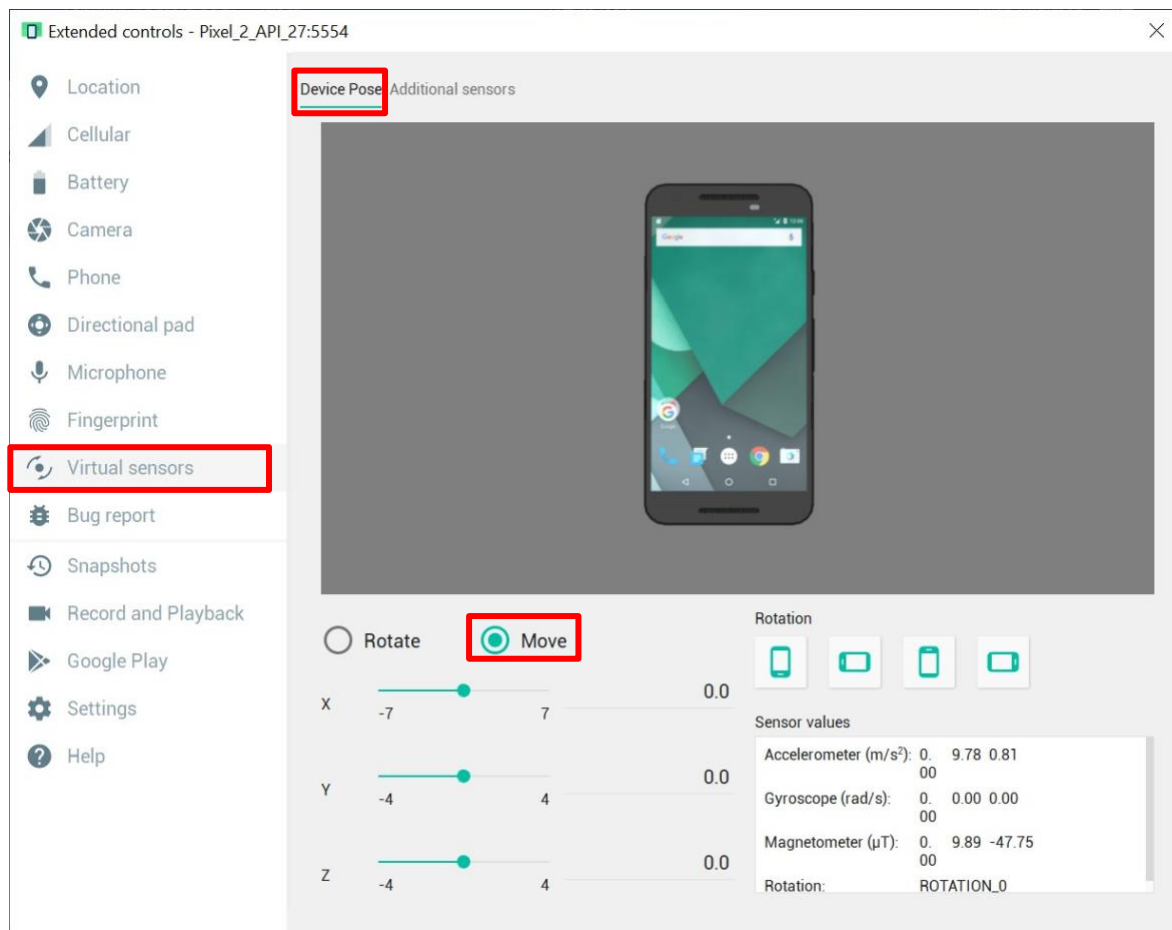 Extended controls - Pixel_2_API_27:5554
Location
Cellular
Battery
Camera
Phone
Directional pad
Microphone
Fingerprint
Virtual sensors
Bug report
Snapshots
Record and Playback
Google Play
Settings
Help
Device Pose Additional sensors
Google
Rotate Move
X -7 7 0.0
Y -4 4 0.0
Z -4 4 0.0
Rotation
Sensor values
Accelerometer (m/s²): 0. 9.78 0.81
00
Gyroscope (rad/s): 0. 0.00 0.00
00
Magnetometer (μT): 0. 9.89 -47.75
00
Rotation: ROTATION_0